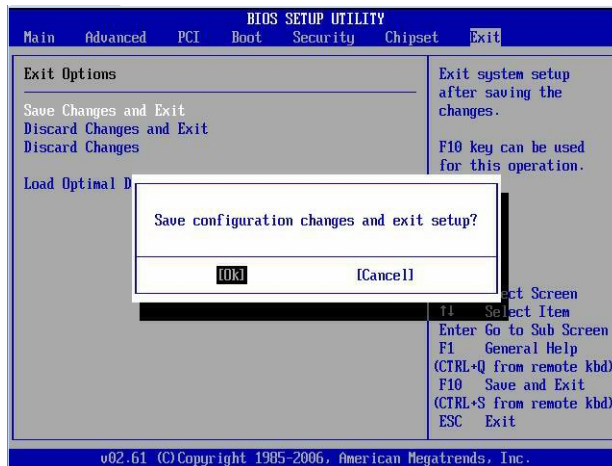 BIOS SETUP UTILITY
Main Advanced PCI Boot Security Chipset Exit
Exit Options
Save Changes and Exit
Discard Changes and Exit
Discard Changes
Load Optimal D
Exit system setup
after saving the
changes.
F10 key can be used
for this operation.
Save configuration changes and exit setup?
[Ok] [Cancel]
ect Screen
↑↓ Select Item
Enter Go to Sub Screen
F1 General Help
(CTRL+Q from remote kbd)
F10 Save and Exit
(CTRL+S from remote kbd)
ESC Exit
v02.61 (C)Copyright 1985-2006, American Megatrends, Inc.